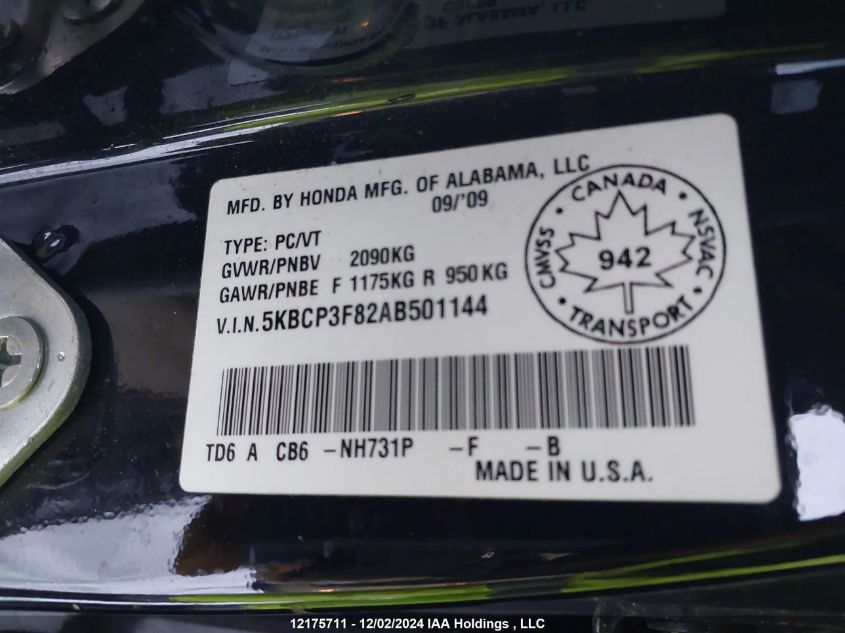 MFD. BY HONDA MFG. OF ALABAMA, LLC
09/'09
TYPE: PC/VT
GVWR/PNBV 2090KG
GAWR/PNBE F 1175KG R 950KG
V.I.N. 5KBCP3F82AB501144
CANADA
CMVSS
NSVAC
942
TRANSPORT
TD6 A CB6 -NH731P -F -B
MADE IN U.S.A.
12175711 - 12/02/2024 IAA Holdings , LLC